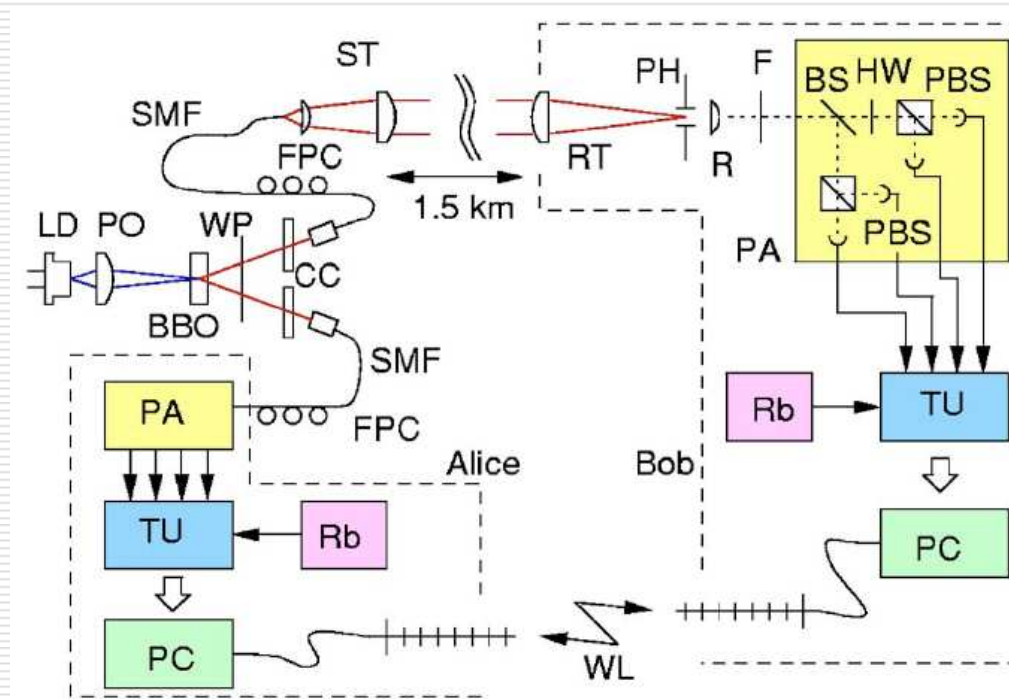 ST
PH
F
BS
HW
PBS
SMF
FPC
RT
R
1.5 km
LD
PO
WP
CC
PA
PBS
BBO
SMF
PA
FPC
Rb
TU
Alice
Bob
TU
Rb
PC
PC
WL